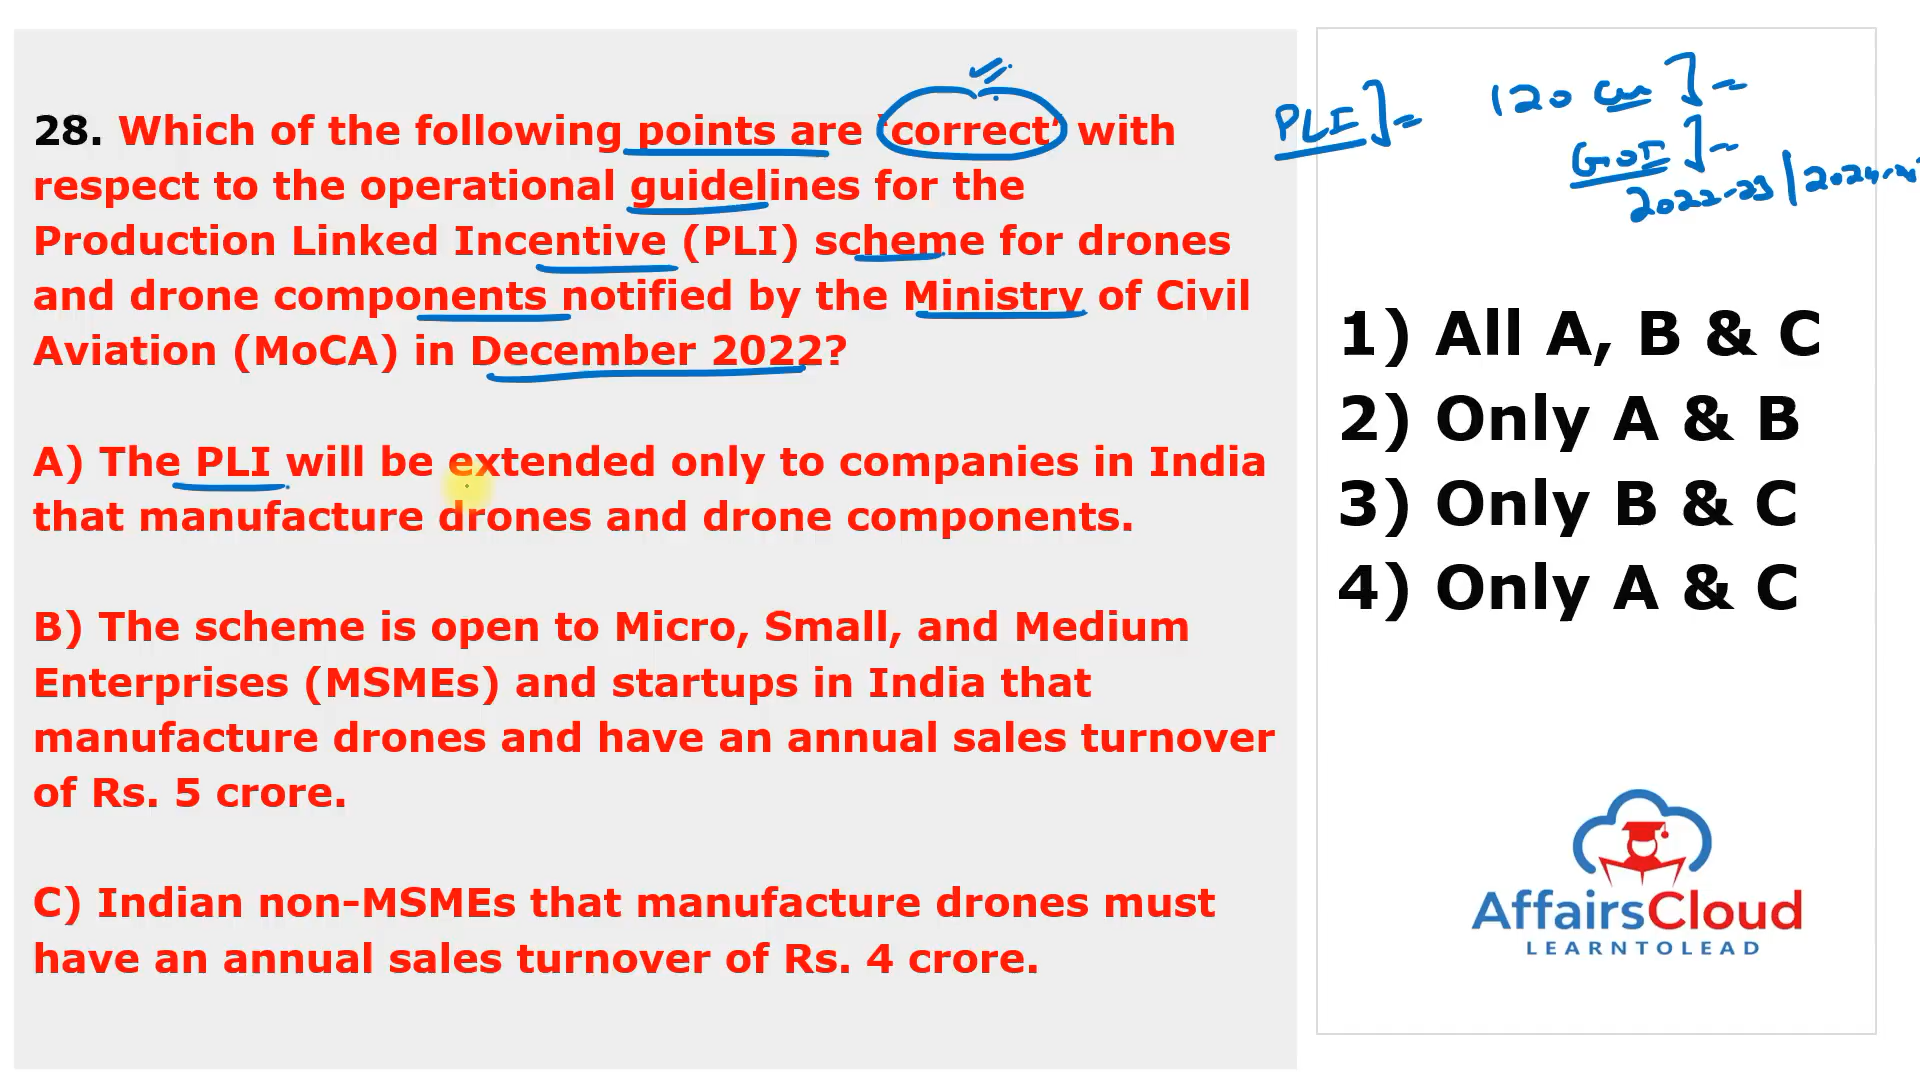 28. Which of the following points are ‘correct’ with
respect to the operational guidelines for the
Production Linked Incentive (PLI) scheme for drones
and drone components notified by the Ministry of Civil
Aviation (MoCA) in December 2022?
A) The PLI will be extended only to companies in India
that manufacture drones and drone components.
B) The scheme is open to Micro, Small, and Medium
Enterprises (MSMEs) and startups in India that
manufacture drones and have an annual sales turnover
of Rs. 5 crore.
C) Indian non-MSMEs that manufacture drones must
have an annual sales turnover of Rs. 4 crore.
PLI
120
GOI
2022-23
1) All A, B & C
2) Only A & B
3) Only B & C
4) Only A & C
AffairsCloud
LEARNTOLEAD